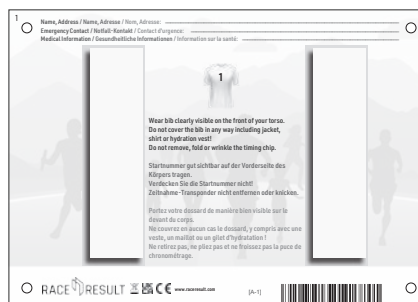 1
Name, Address / Name, Adresse / Nom, Adresse:
Emergency Contact / Notfall-Kontakt / Contact d'urgence:
Medical Information / Gesundheitliche Informationen / Information sur la santé:
1
Wear bib clearly visible on the front of your torso.
Do not cover the bib in any way including jacket,
shirt or hydration vest!
Do not remove, fold or wrinkle the timing chip.
Startnummer gut sichtbar auf der Vorderseite des
Körpers tragen.
Verdecken Sie die Startnummer nicht!
Zeitnahme-Transponder nicht entfernen oder knicken.
Portez votre dossard de manière bien visible sur le
devant du corps.
Ne couvrez en aucun cas le dossard, y compris avec une
veste, un maillot ou un gilet d'hydratation !
Ne retirez pas, ne pliez pas et ne froissez pas la puce de
chronométrage.
RACE RESULT UK CA CE www.raceresult.com [A-1]